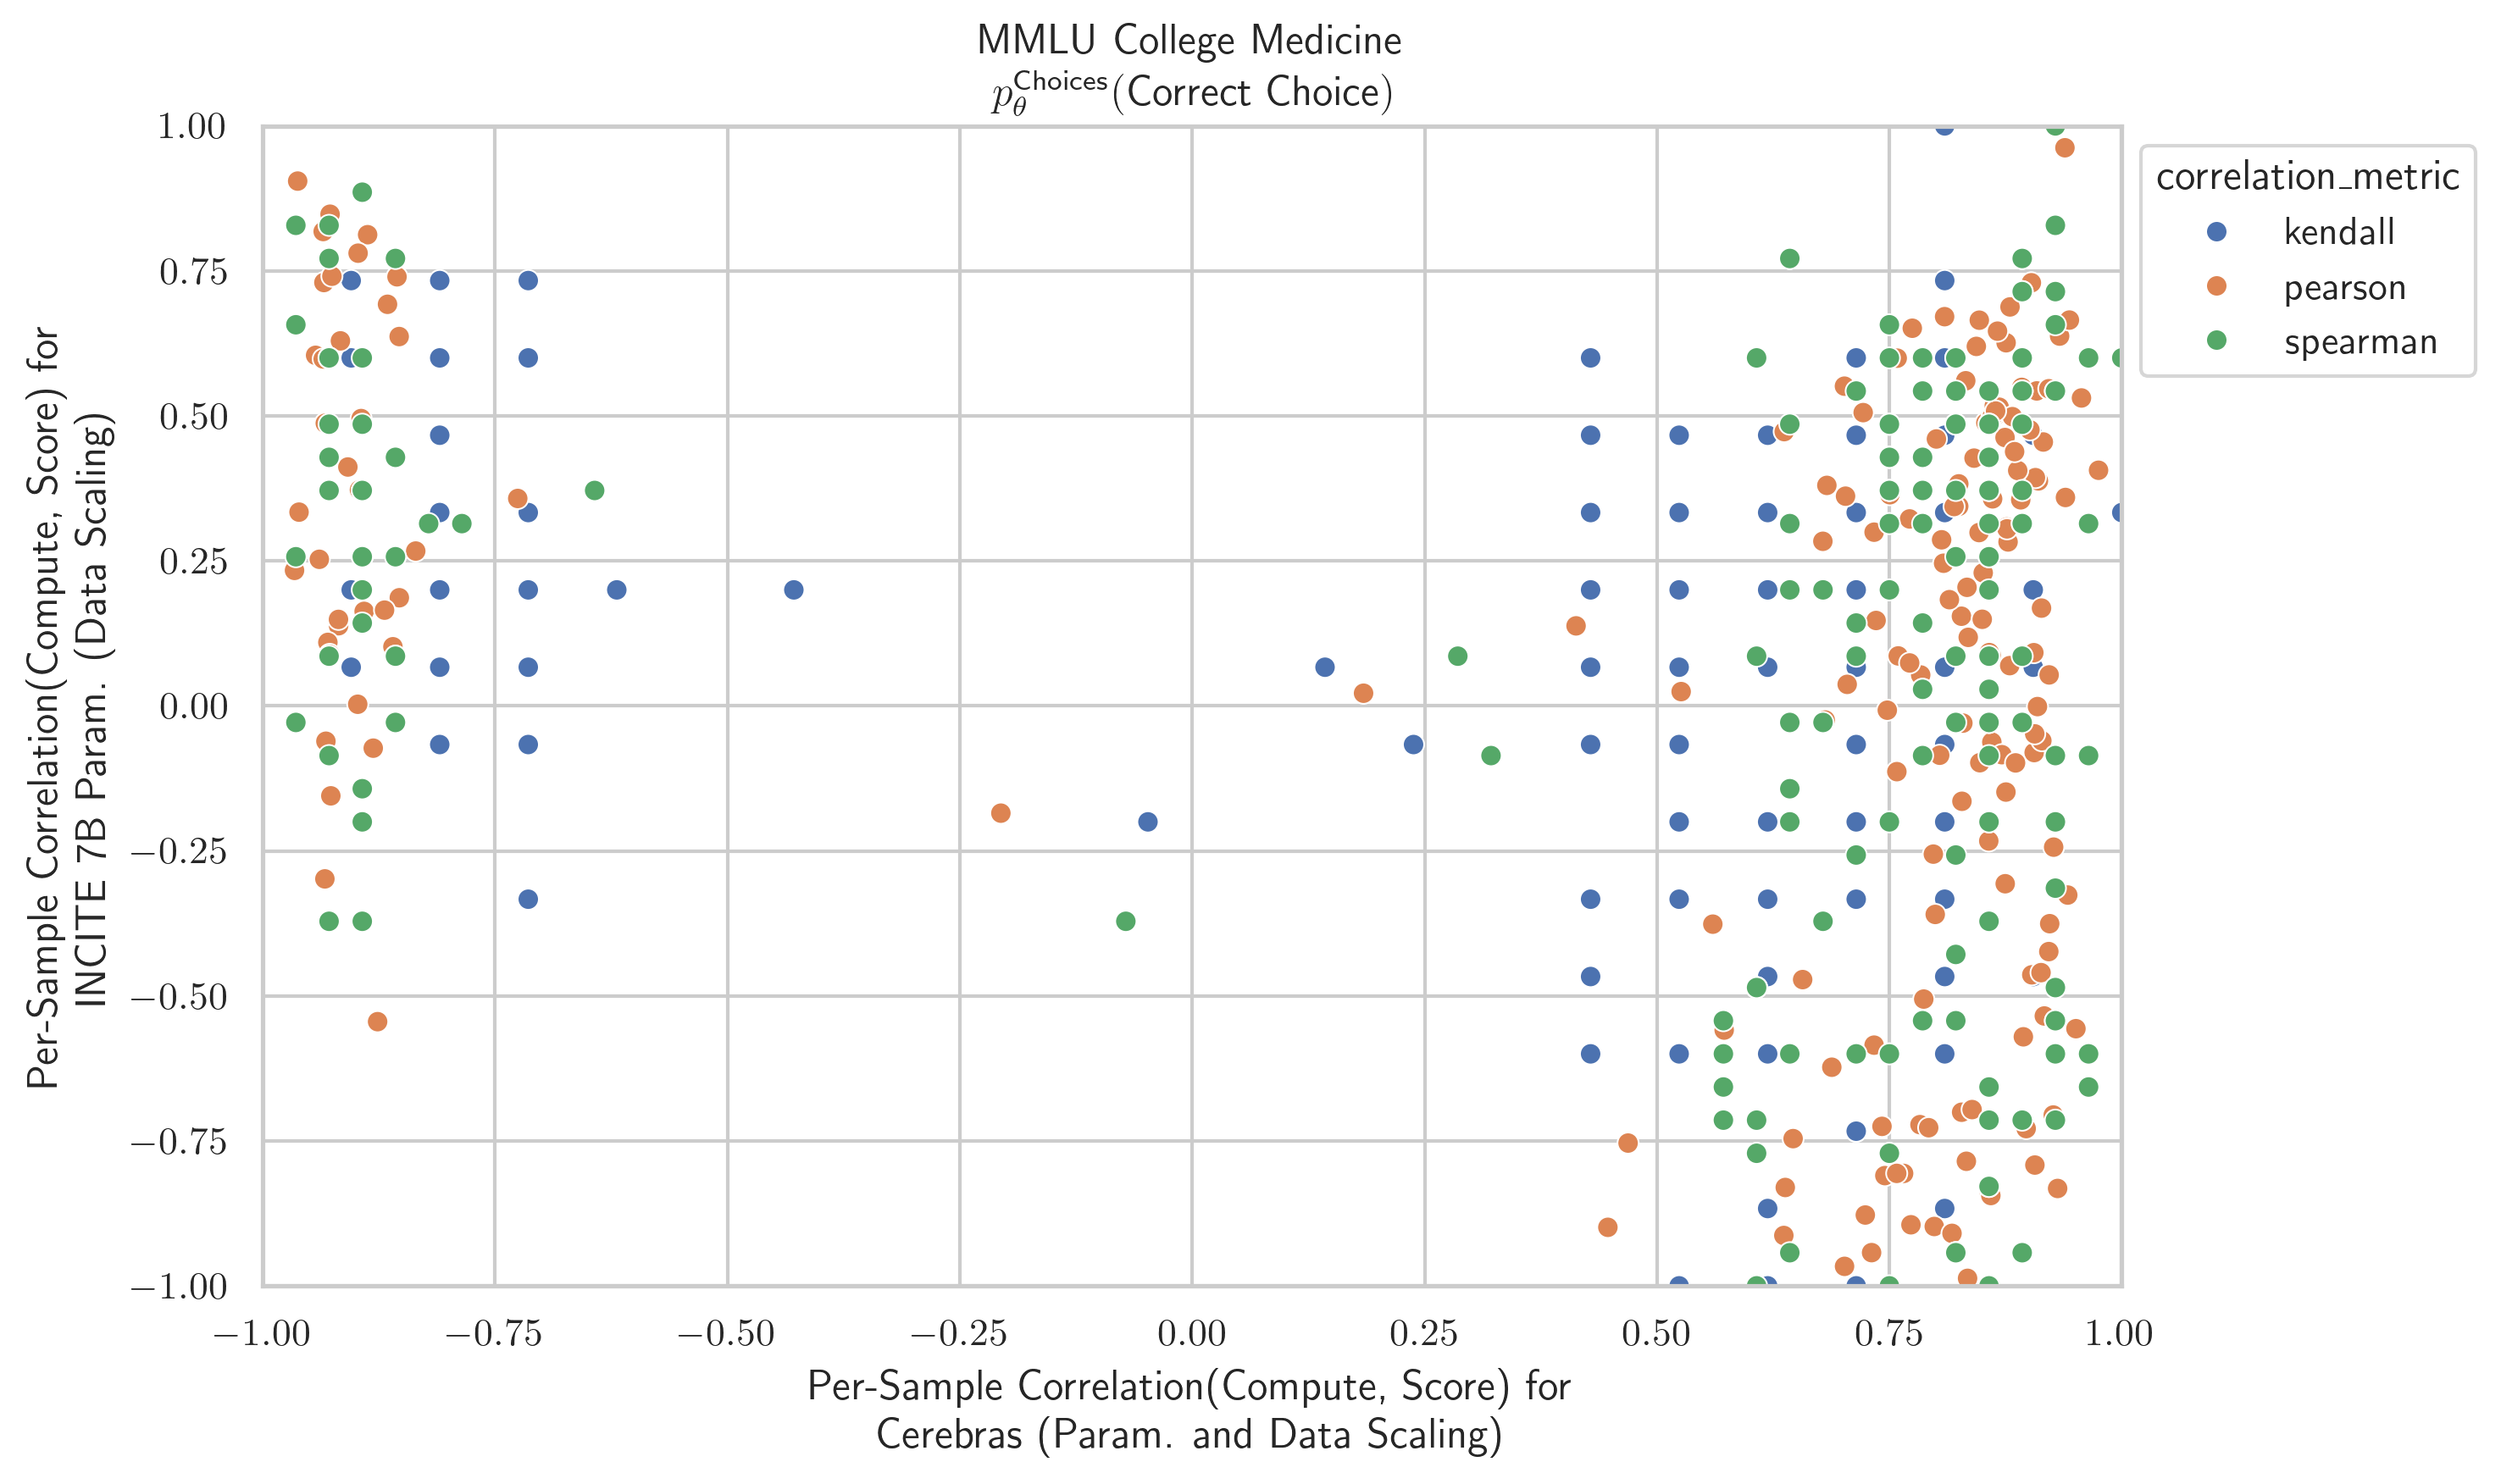 MMLU College Medicine
p_θ^Choices(Correct Choice)
1.00
0.75
0.50
0.25
0.00
−0.25
−0.50
−0.75
−1.00
Per-Sample Correlation(Compute, Score) for
INCITE 7B Param. (Data Scaling)
correlation_metric
kendall
pearson
spearman
−1.00
−0.75
−0.50
−0.25
0.00
0.25
0.50
0.75
1.00
Per-Sample Correlation(Compute, Score) for
Cerebras (Param. and Data Scaling)